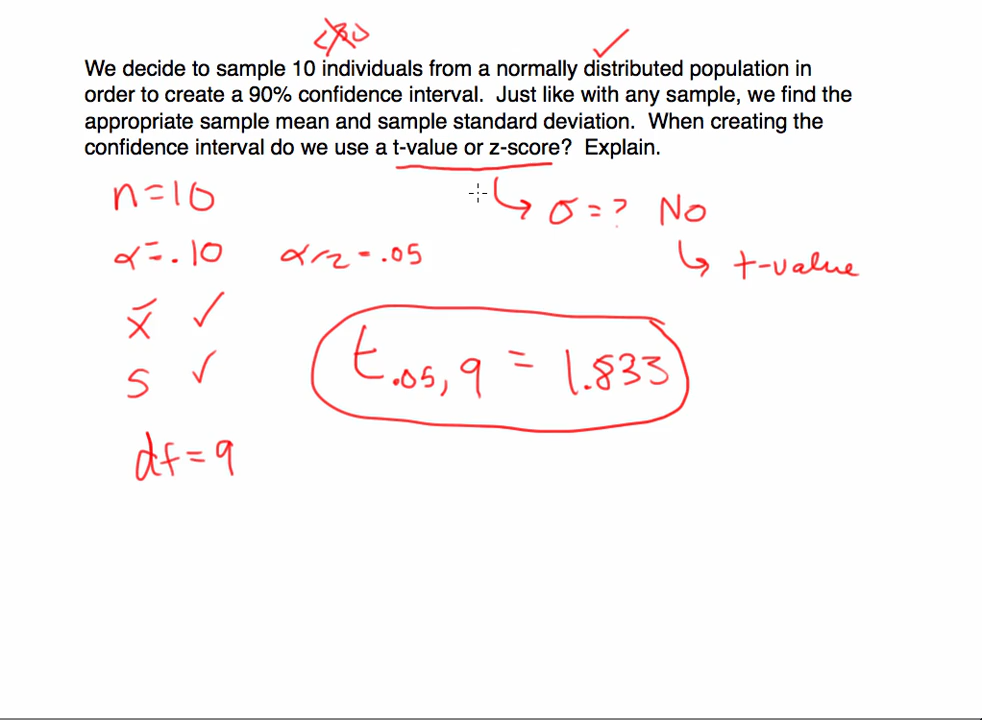 <30
We decide to sample 10 individuals from a normally distributed population in
order to create a 90% confidence interval. Just like with any sample, we find the
appropriate sample mean and sample standard deviation. When creating the
confidence interval do we use a t-value or z-score? Explain.
n=10
σ=? No
α=.10 α/2=.05
t-value
x̄ ✓
t.05,9 = 1.833
s ✓
df=9